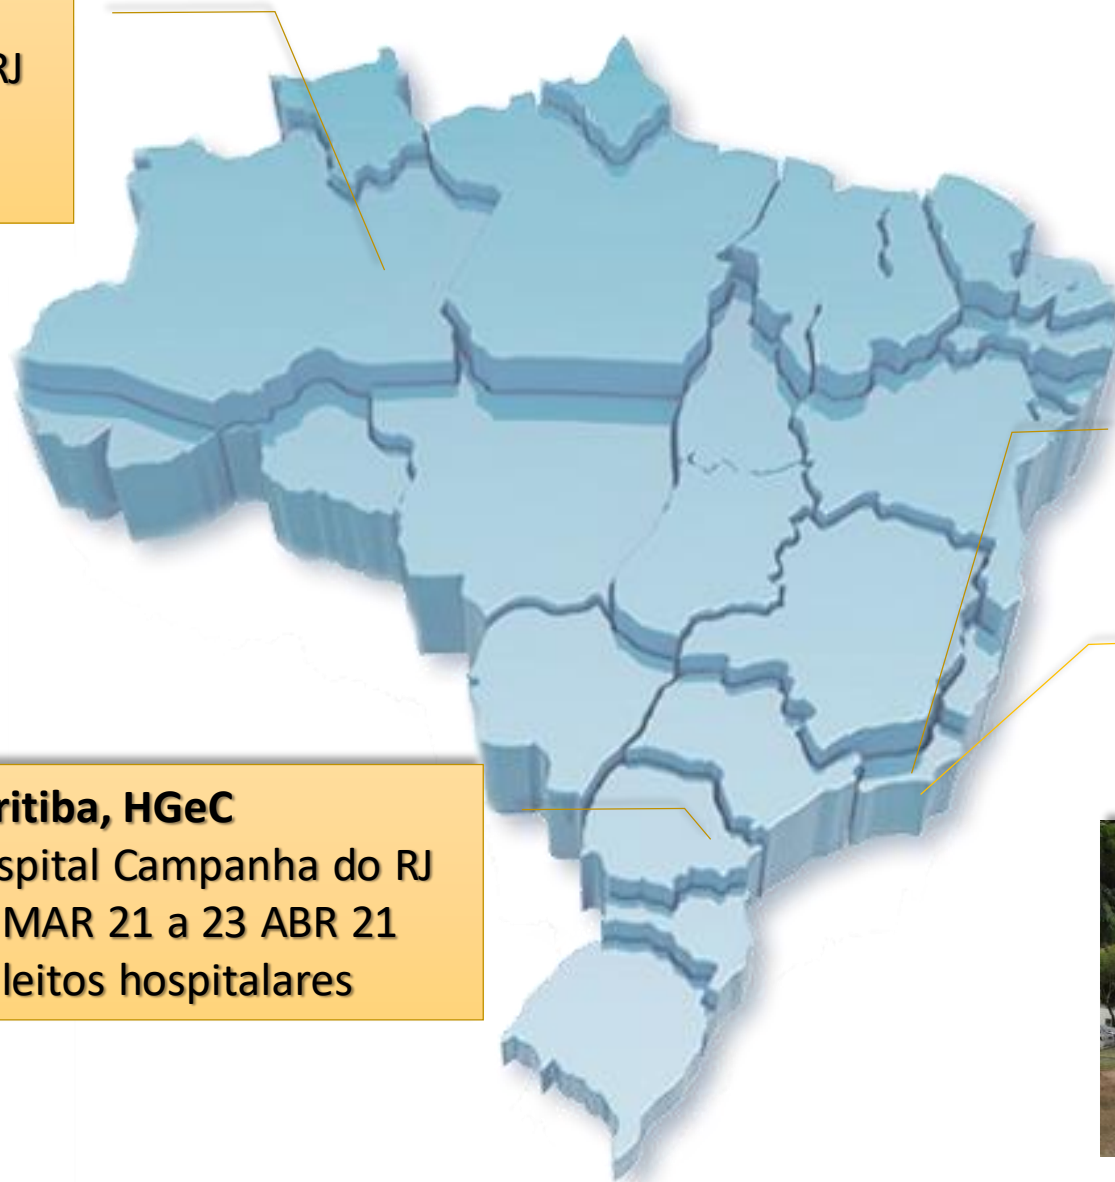 RJ
ritiba, HGeC
spital Campanha do RJ
MAR 21 a 23 ABR 21
leitos hospitalares